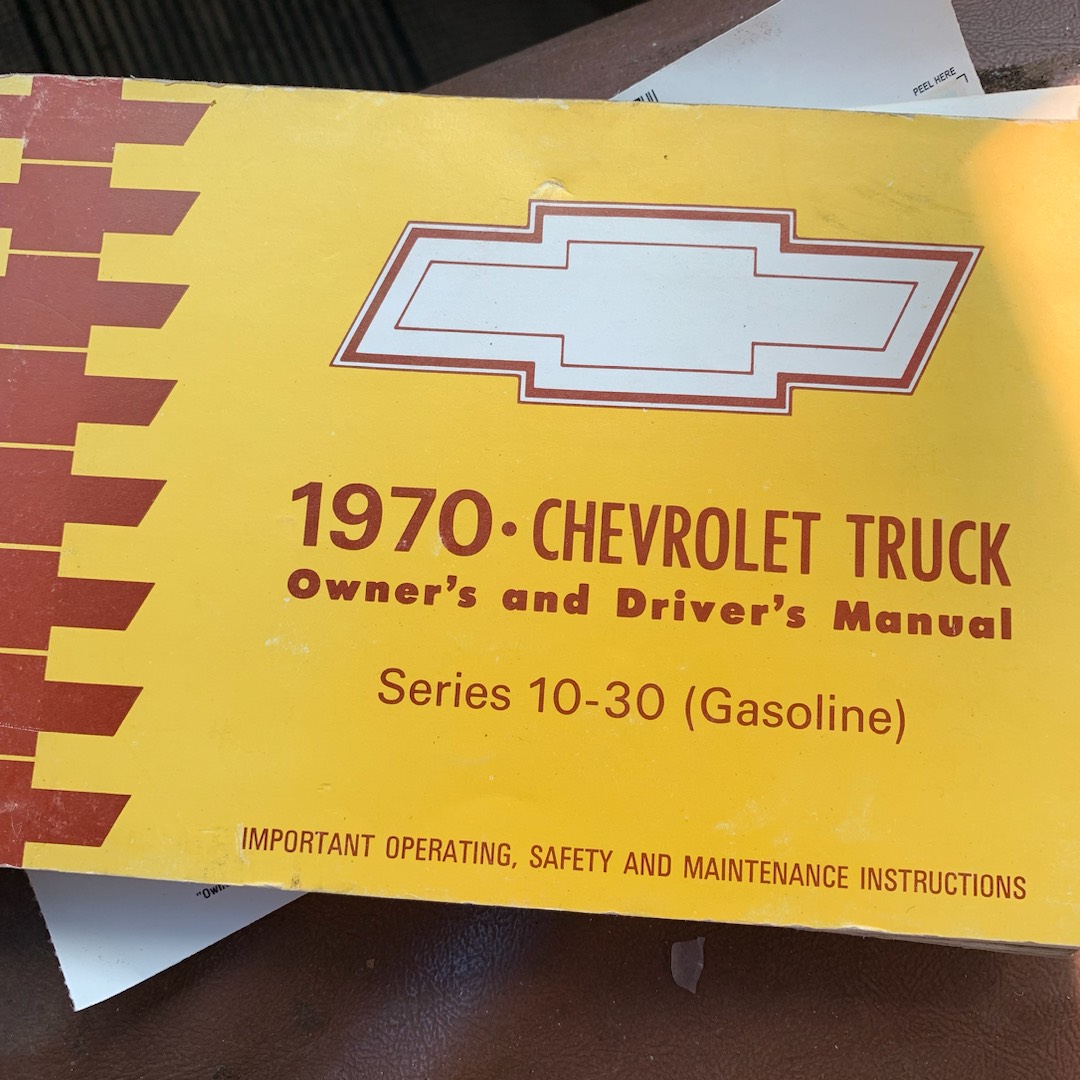 PEEL HERE
1970 • CHEVROLET TRUCK
Owner's and Driver's Manual
Series 10-30 (Gasoline)
IMPORTANT OPERATING, SAFETY AND MAINTENANCE INSTRUCTIONS